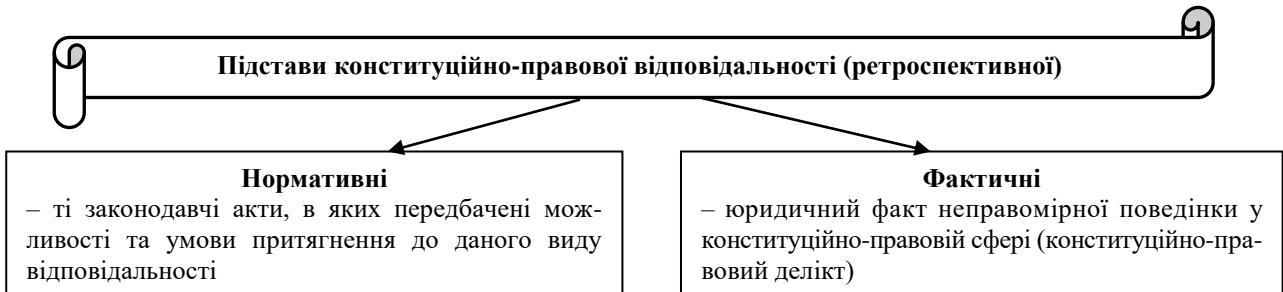 Підстави конституційно-правової відповідальності (ретроспективної)
Нормативні
– ті законодавчі акти, в яких передбачені мож-
ливості та умови притягнення до даного виду
відповідальності
Фактичні
– юридичний факт неправомірної поведінки у
конституційно-правовій сфері (конституційно-пра-
вовий делікт)